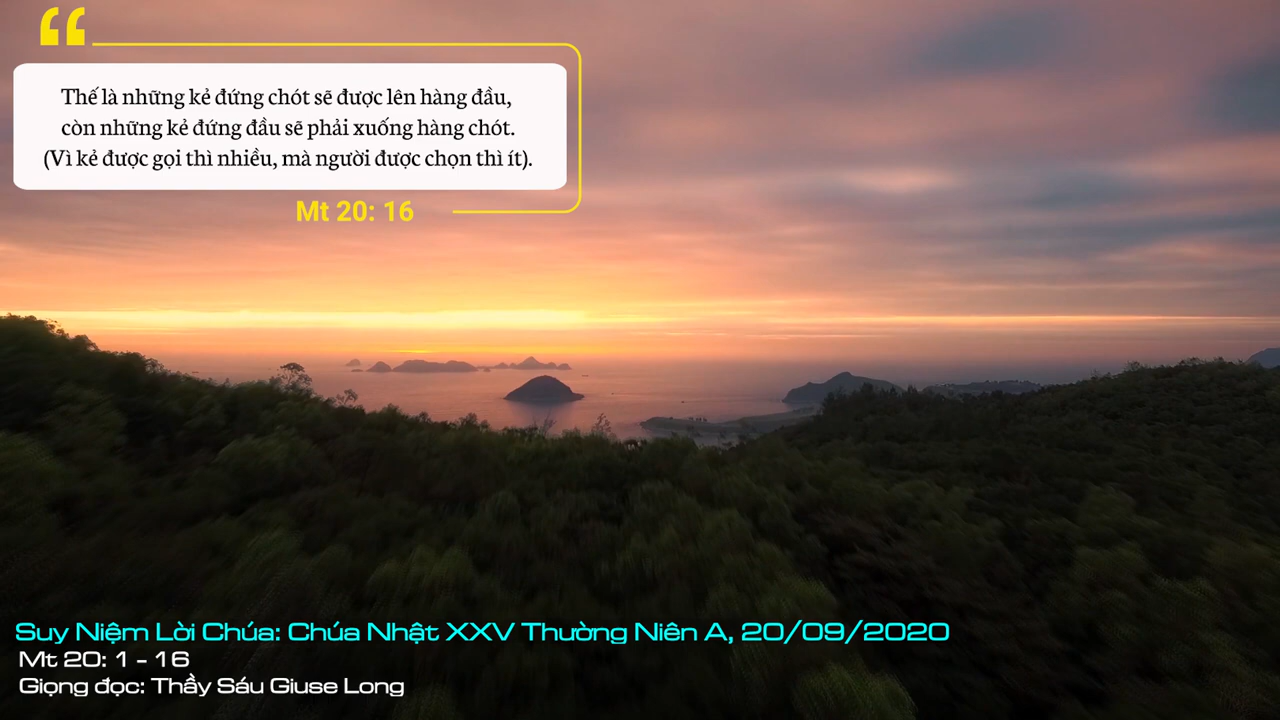 “
Thế là những kẻ đứng chót sẽ được lên hàng đầu,
còn những kẻ đứng đầu sẽ phải xuống hàng chót.
(Vì kẻ được gọi thì nhiều, mà người được chọn thì ít).
Mt 20: 16
Suy Niệm Lời Chúa: Chúa Nhật XXV Thường Niên A, 20/09/2020
Mt 20: 1 - 16
Giọng đọc: Thầy Sáu Giuse Long